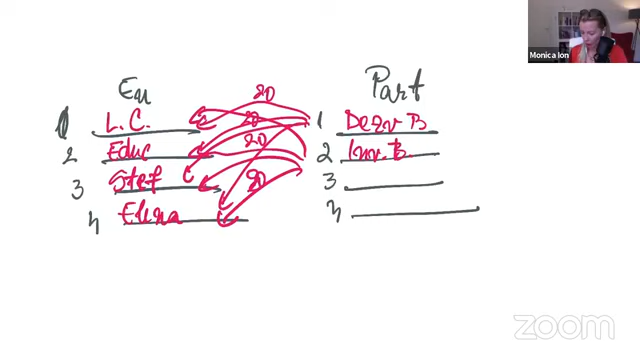 Monica Ion
Eu
Part
20
1 L.C.
20
1 Dezv B
2 Educ
20
2 Inv. B.
3 Stef
20
3
4 Elena
4
zoom